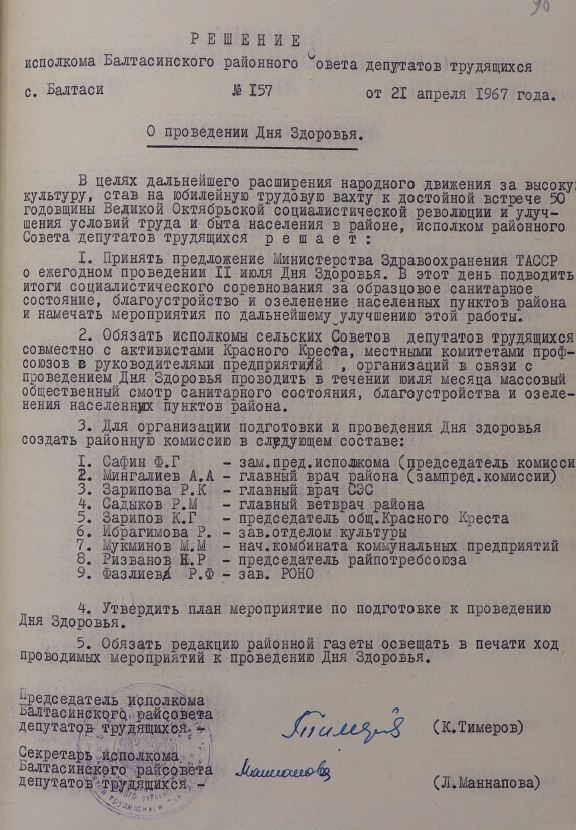 90
РЕШЕНИЕ
исполкома Балтасинского районного Совета депутатов трудящихся
с. Балтаси № 157 от 21 апреля 1967 года.
О проведении Дня Здоровья.
В целях дальнейшего расширения народного движения за высокую
культуру, став на юбилейную трудовую вахту к достойной встрече 50
годовщины Великой Октябрьской социалистической революции и улуч-
шения условий труда и быта населения в районе, исполком районного
Совета депутатов трудящихся решает:
1. Принять предложение Министерства Здравоохранения ТАССР
о ежегодном проведении 11 июля Дня Здоровья. В этот день подводить
итоги социалистического соревнования за образцовое санитарное
состояние, благоустройство и озеленение населенных пунктов района
и намечать мероприятия по дальнейшему улучшению этой работы.
2. Обязать исполкомы сельских Советов депутатов трудящихся
совместно с активистами Красного Креста, местными комитетами проф-
союзов в руководителями предприятий , организаций в связи с
проведением Дня Здоровья проводить в течении июля месяца массовый
общественный смотр санитарного состояния, благоустройства и озеле-
нения населенных пунктов района.
3. Для организации подготовки и проведения Дня здоровья
создать районную комиссию в следующем составе:
1. Сафин Ф.Г - зам.пред.исполкома (председатель комисси
2. Мингалиев А.А - главный врач района (зампред.комиссии)
3. Зарипова Р.К - главный врач СЭС
4. Садыков Р.М - главный ветврач района
5. Зарипов К.Г - председатель общ.Красного Креста
6. Ибрагимова Р. - зав.отделом культуры
7. Мукминов М.М - нач.комбината коммунальных предприятий
8. Ризванов Н.Р - председатель райпотребсоюза
9. Фазлиева Р.Ф - зав. РОНО
4. Утвердить план мероприятие по подготовке к проведению
Дня Здоровья.
5. Обязать редакцию районной газеты освещать в печати ход
проводимых мероприятий к проведению Дня Здоровья.
Председатель исполкома
Балтасинского райсовета
депутатов трудящихся - (К.Тимеров)
Секретарь исполкома
Балтасинского райсовета
депутатов трудящихся - (Л.Маннапова)